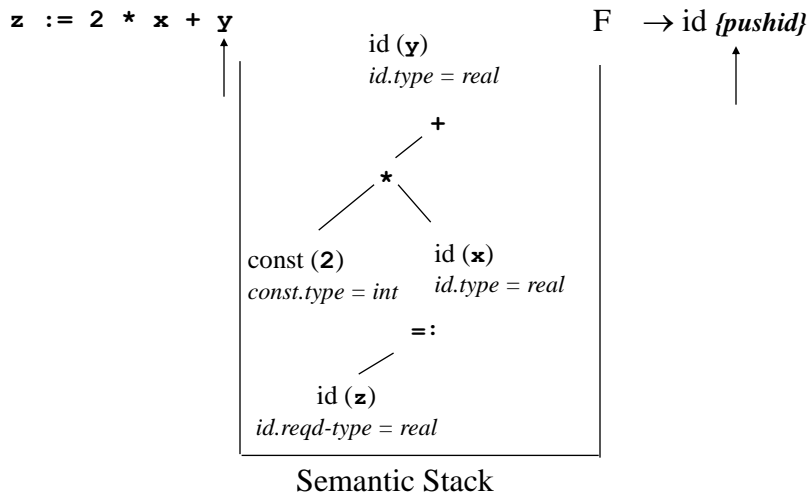 z := 2 * x + y
F → id {pushid}
id (y)
id.type = real
+
*
const (2)
const.type = int
id (x)
id.type = real
=:
id (z)
id.reqd-type = real
Semantic Stack